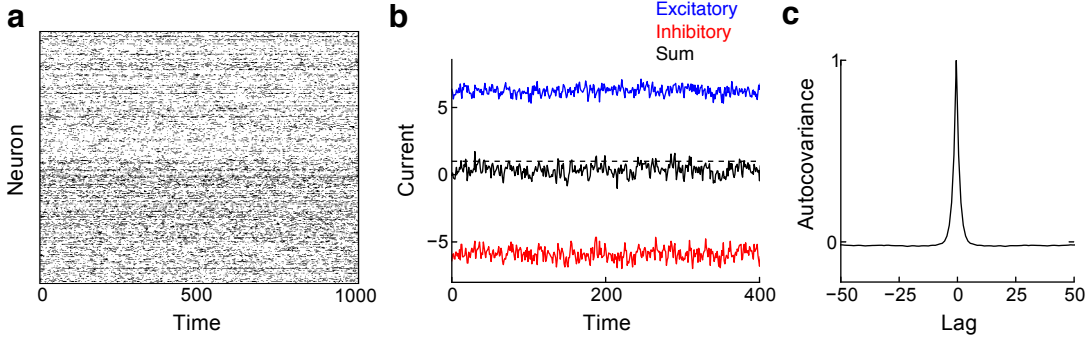 a
Neuron
0
500
1000
Time
b
Excitatory
Inhibitory
Sum
Current
5
0
−5
0
200
400
Time
c
Autocovariance
1
0
−50
−25
0
25
50
Lag